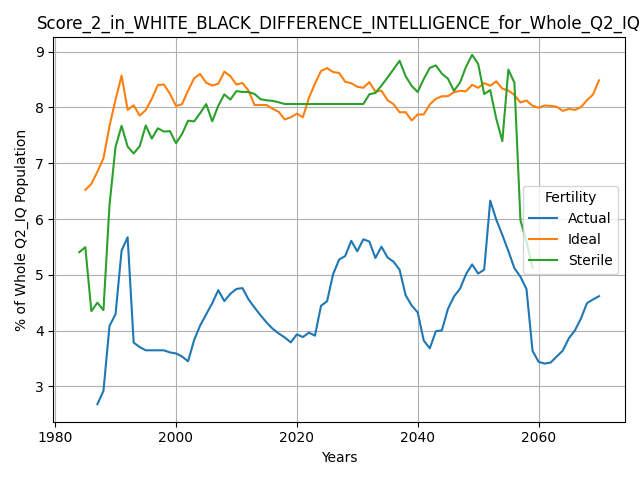 Score_2_in_WHITE_BLACK_DIFFERENCE_INTELLIGENCE_for_Whole_Q2_IQ
% of Whole Q2_IQ Population
9
8
7
6
5
4
3
Fertility
Actual
Ideal
Sterile
1980 2000 2020 2040 2060
Years